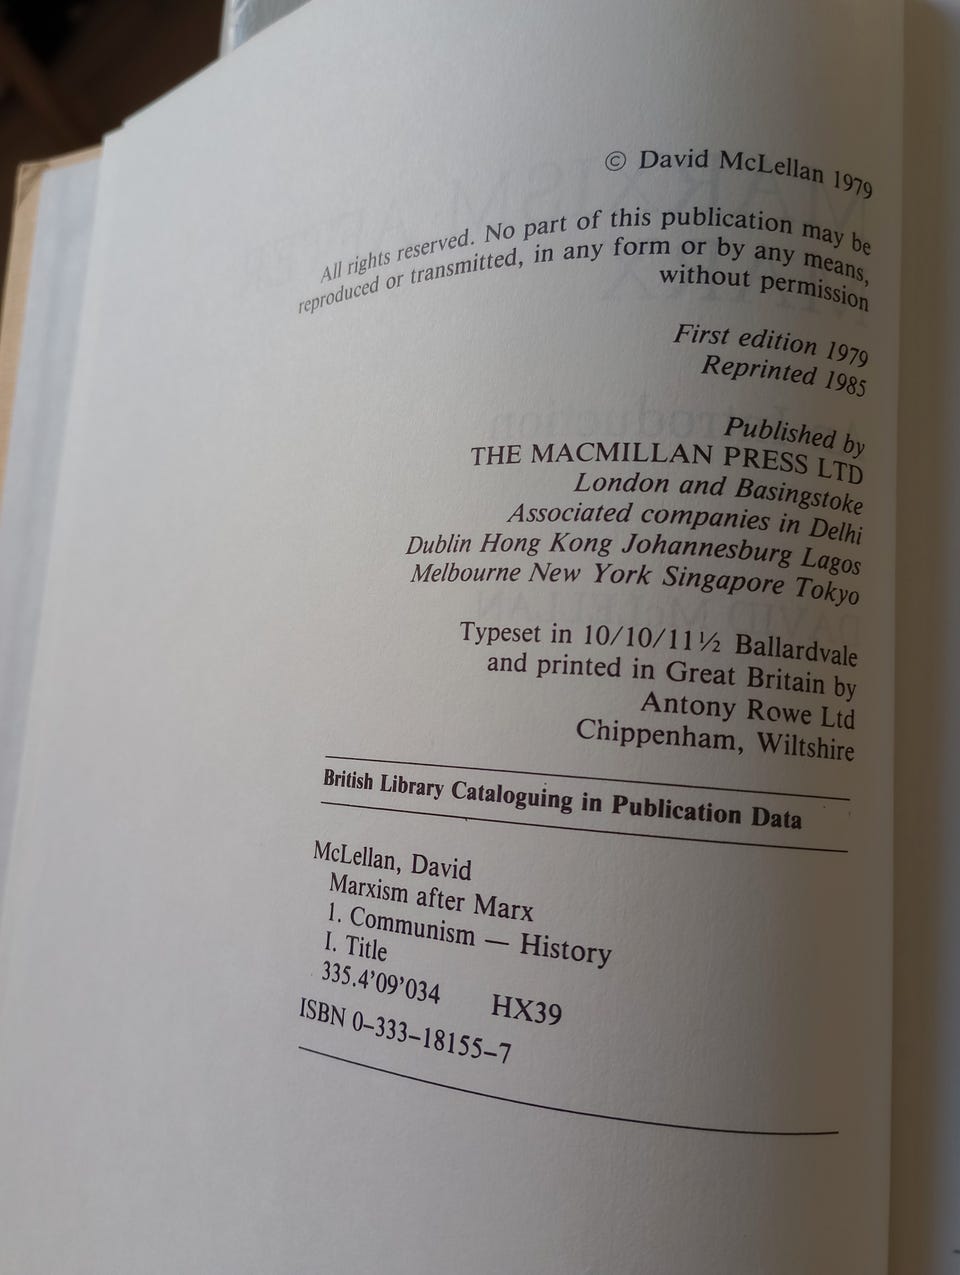 © David McLellan 1979
All rights reserved. No part of this publication may be
reproduced or transmitted, in any form or by any means,
without permission
First edition 1979
Reprinted 1985
Published by
THE MACMILLAN PRESS LTD
London and Basingstoke
Associated companies in Delhi
Dublin Hong Kong Johannesburg Lagos
Melbourne New York Singapore Tokyo
Typeset in 10/10/11½ Ballardvale
and printed in Great Britain by
Antony Rowe Ltd
Chippenham, Wiltshire
British Library Cataloguing in Publication Data
McLellan, David
Marxism after Marx
1. Communism — History
I. Title
335.4'09'034 HX39
ISBN 0–333–18155–7